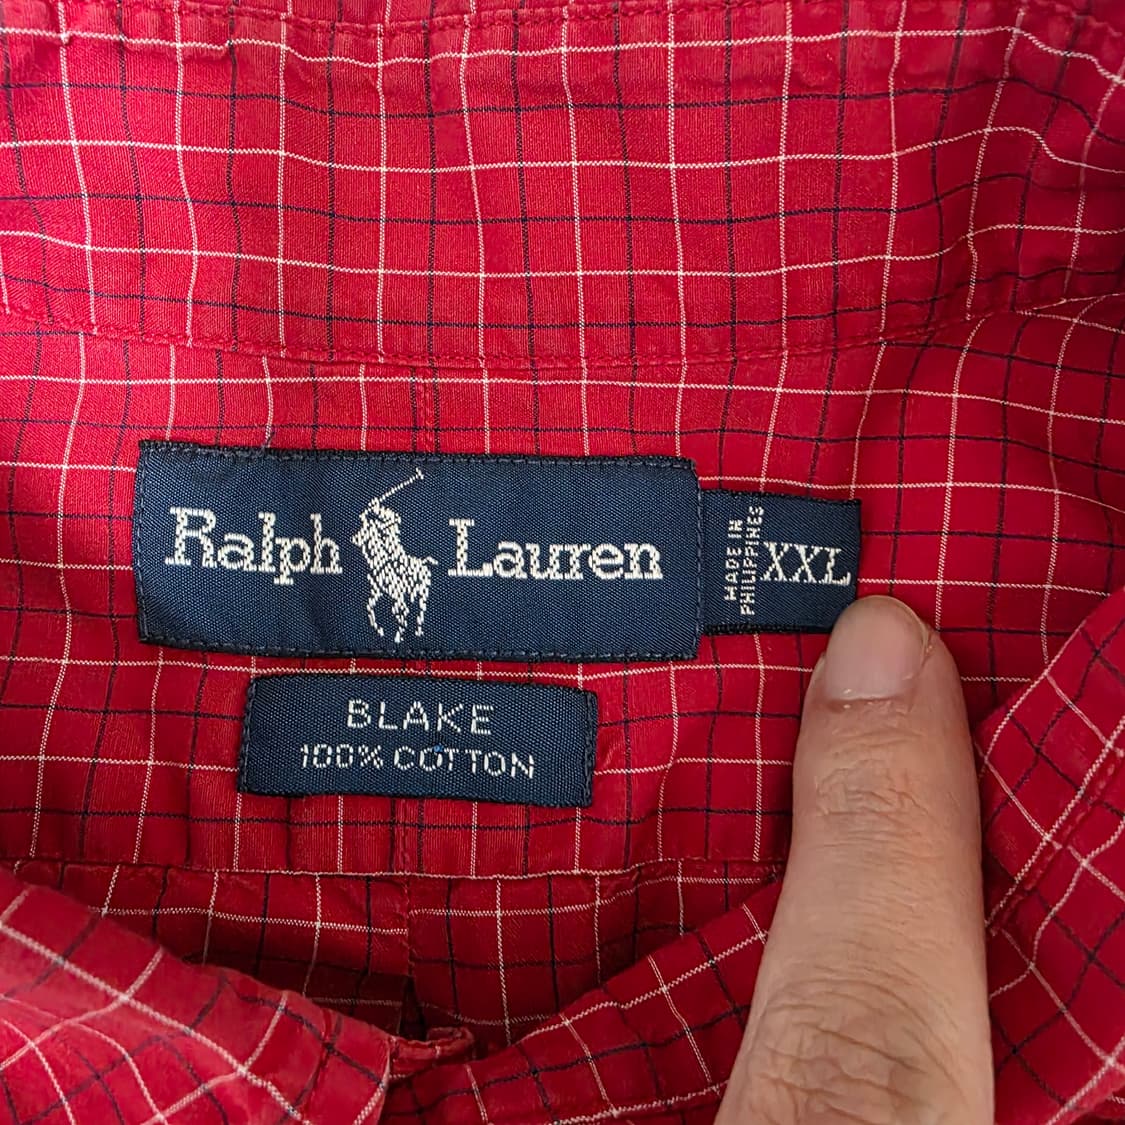 Ralph Lauren
MADE IN
PHILIPPINES
XXL
BLAKE
100% COTTON